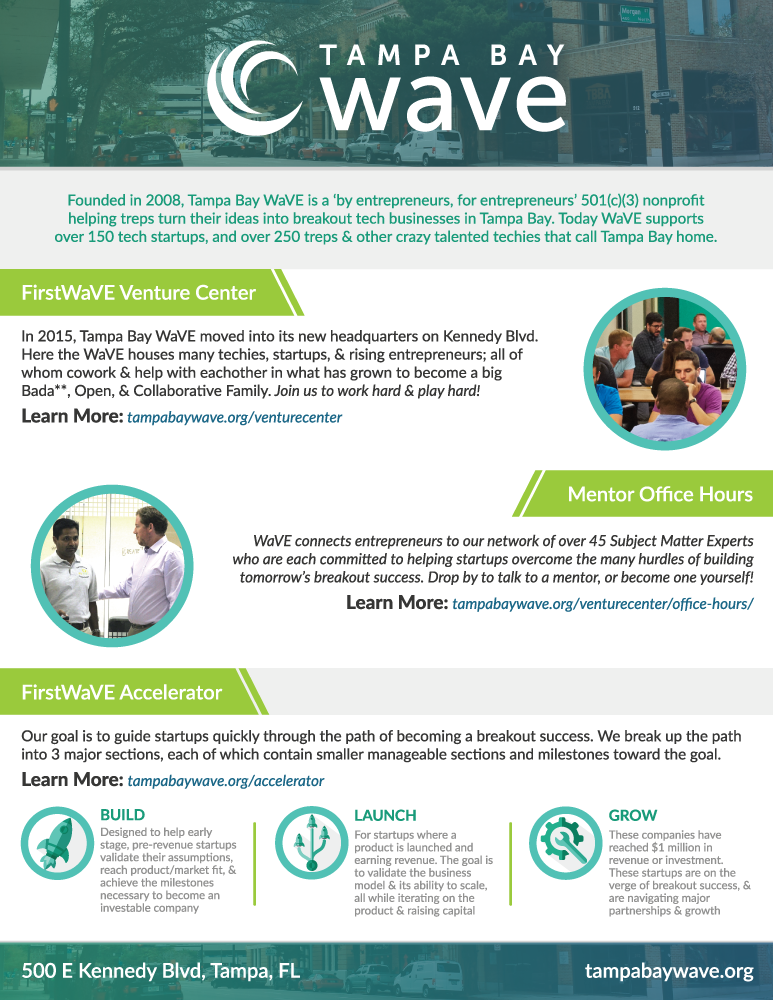 Morgan
TAMPA BAY
wave
Founded in 2008, Tampa Bay WaVE is a ‘by entrepreneurs, for entrepreneurs’ 501(c)(3) nonprofit
helping treps turn their ideas into breakout tech businesses in Tampa Bay. Today WaVE supports
over 150 tech startups, and over 250 treps & other crazy talented techies that call Tampa Bay home.
FirstWaVE Venture Center
In 2015, Tampa Bay WaVE moved into its new headquarters on Kennedy Blvd.
Here the WaVE houses many techies, startups, & rising entrepreneurs; all of
whom cowork & help with eachother in what has grown to become a big
Bada**, Open, & Collaborative Family. Join us to work hard & play hard!
Learn More: tampabaywave.org/venturecenter
Mentor Office Hours
WaVE connects entrepreneurs to our network of over 45 Subject Matter Experts
who are each committed to helping startups overcome the many hurdles of building
tomorrow’s breakout success. Drop by to talk to a mentor, or become one yourself!
Learn More: tampabaywave.org/venturecenter/office-hours/
FirstWaVE Accelerator
Our goal is to guide startups quickly through the path of becoming a breakout success. We break up the path
into 3 major sections, each of which contain smaller manageable sections and milestones toward the goal.
Learn More: tampabaywave.org/accelerator
BUILD
Designed to help early
stage, pre-revenue startups
validate their assumptions,
reach product/market fit, &
achieve the milestones
necessary to become an
investable company
LAUNCH
For startups where a
product is launched and
earning revenue. The goal is
to validate the business
model & its ability to scale,
all while iterating on the
product & raising capital
GROW
These companies have
reached $1 million in
revenue or investment.
These startups are on the
verge of breakout success, &
are navigating major
partnerships & growth
500 E Kennedy Blvd, Tampa, FL
tampabaywave.org